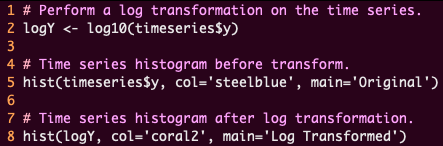 1 # Perform a log transformation on the time series.
2 logY <- log10(timeseries$y)
3
4 # Time series histogram before transform.
5 hist(timeseries$y, col='steelblue', main='Original')
6
7 # Time series histogram after log transformation.
8 hist(logY, col='coral2', main='Log Transformed')